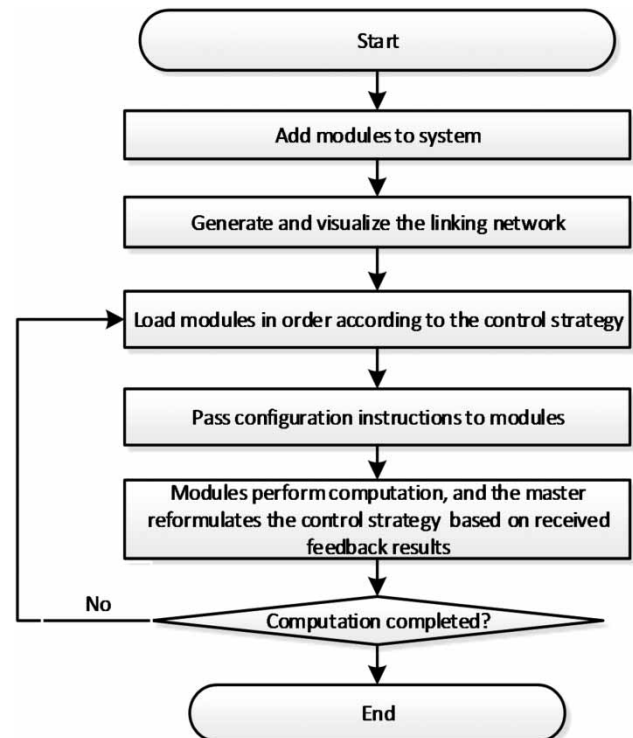 Start
Add modules to system
Generate and visualize the linking network
Load modules in order according to the control strategy
Pass configuration instructions to modules
Modules perform computation, and the master
reformulates the control strategy based on received
feedback results
No
Computation completed?
End